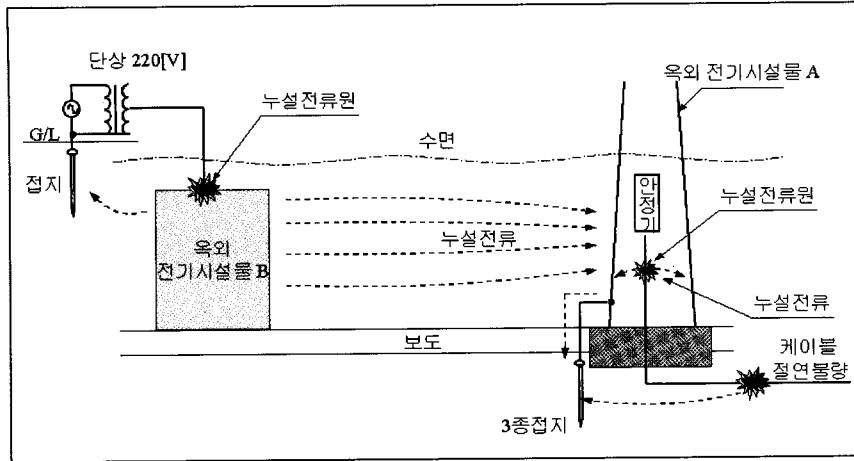 단상 220[V]
옥외 전기시설물 A
누설전류원
G/L
수면
접지
안정기
누설전류원
옥외
전기시설물 B
누설전류
누설전류
보도
케이블
절연불량
3종접지